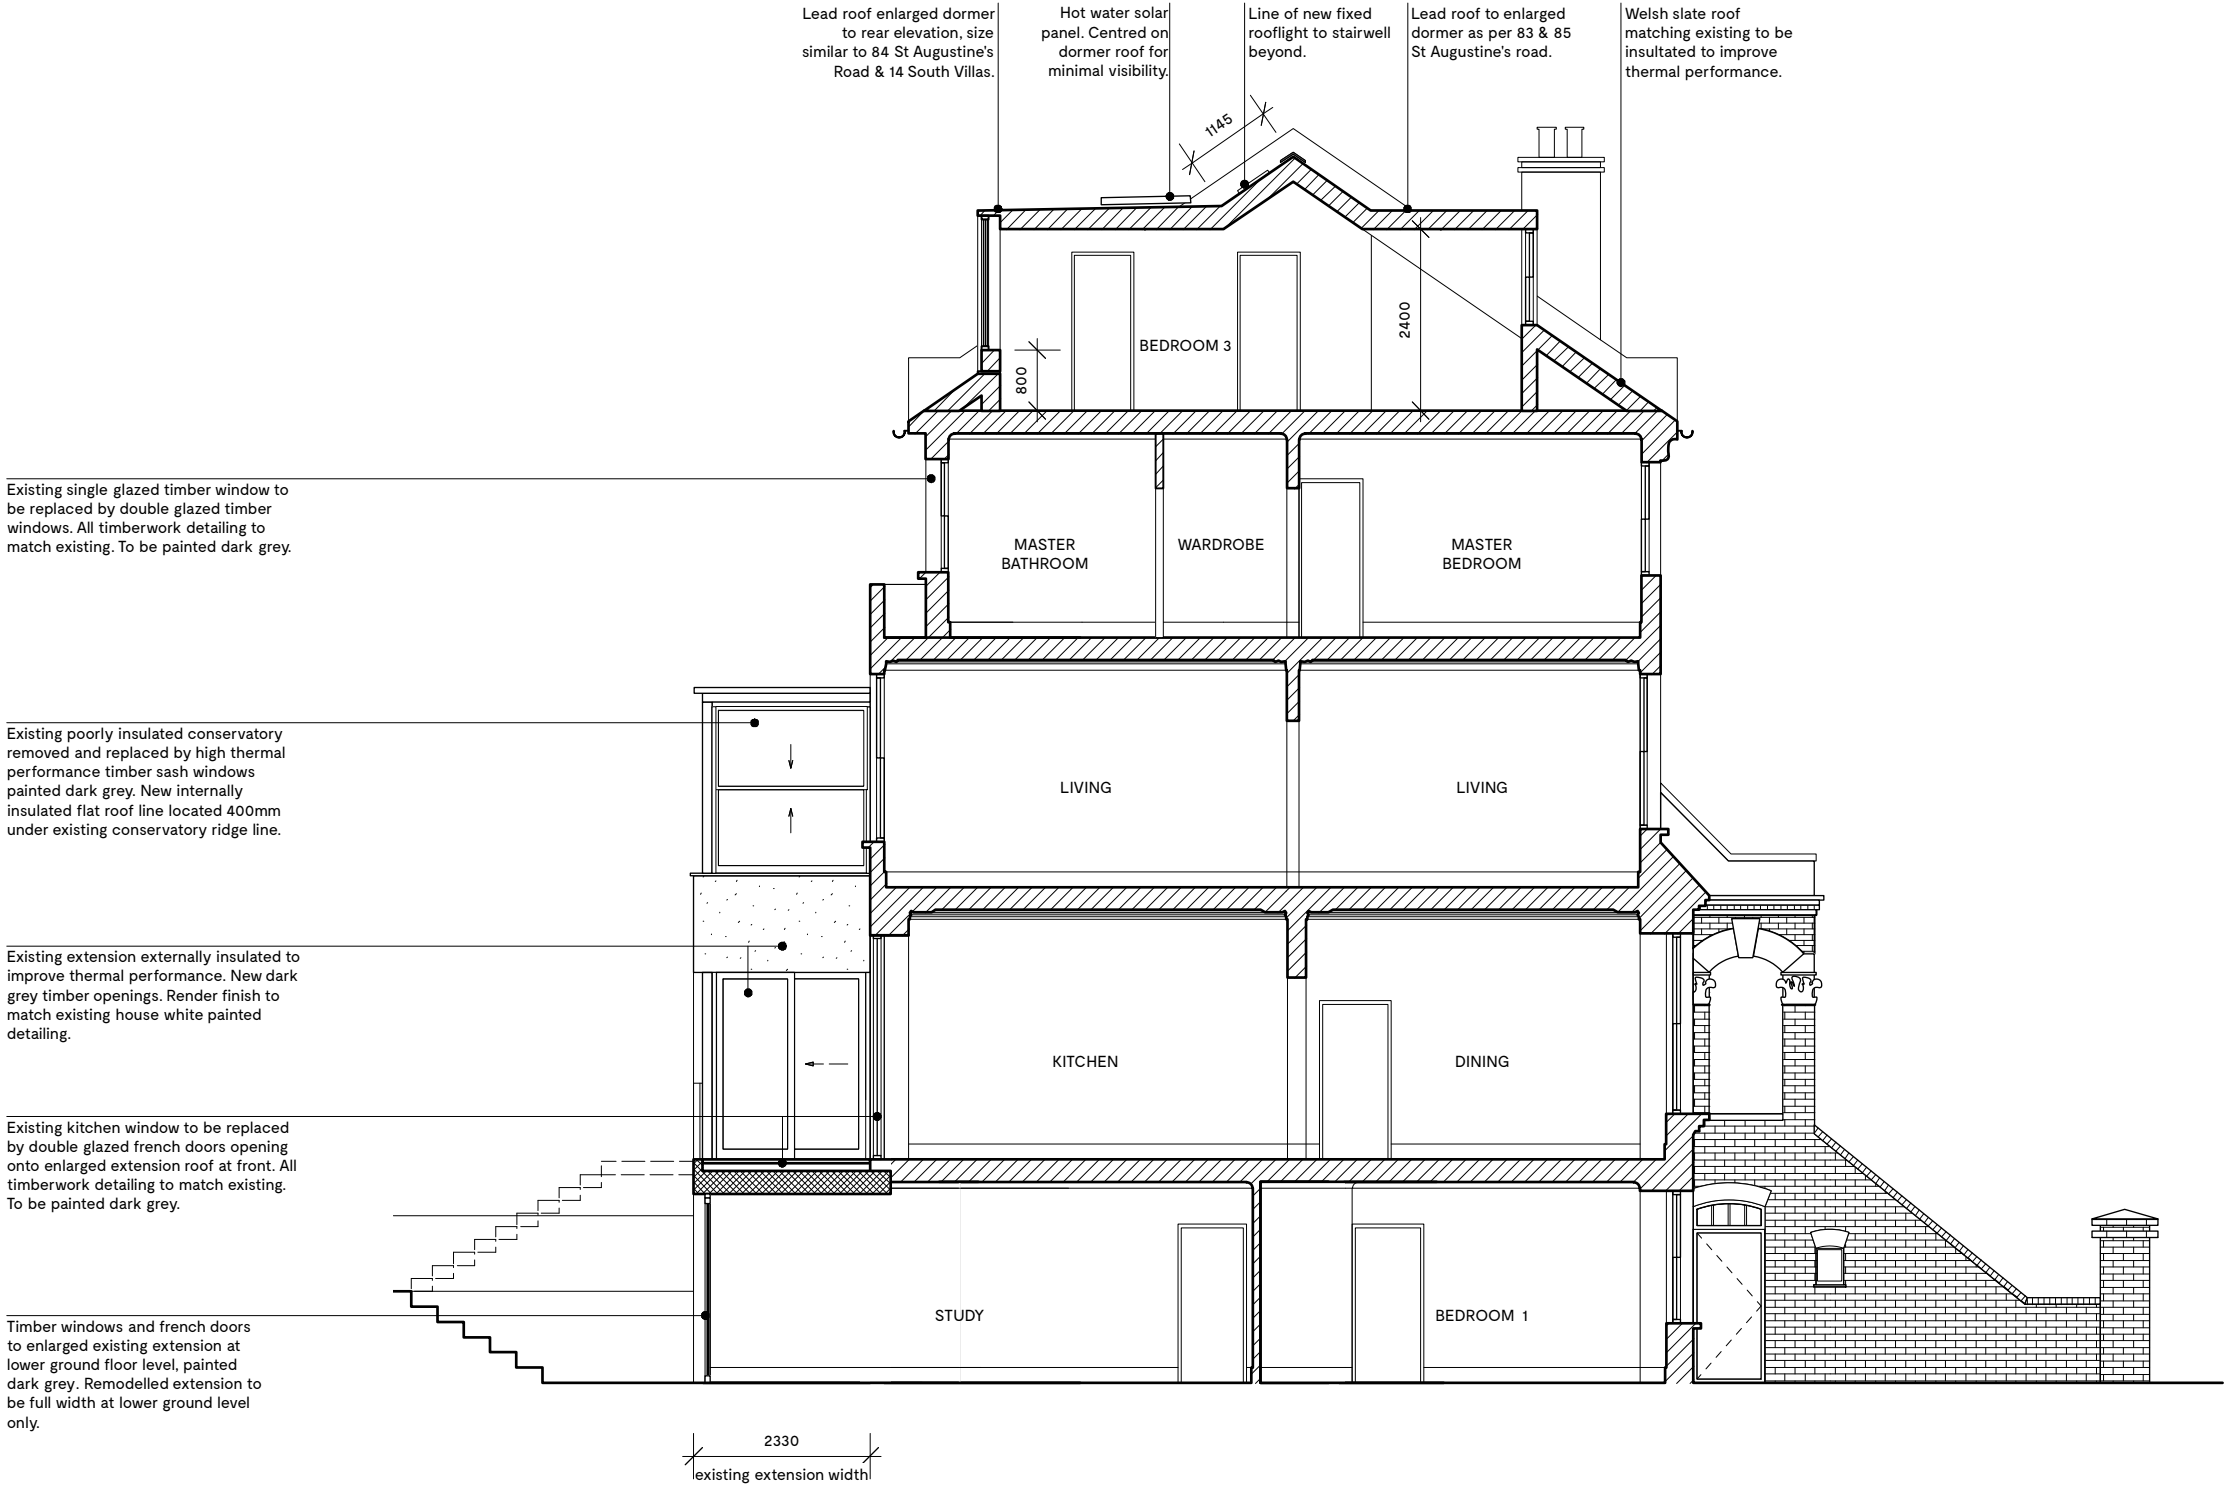 Lead roof enlarged dormer
to rear elevation, size
similar to 84 St Augustine's
Road & 14 South Villas.
Hot water solar
panel. Centred on
dormer roof for
minimal visibility.
Line of new fixed
rooflight to stairwell
beyond.
Lead roof to enlarged
dormer as per 83 & 85
St Augustine's road.
Welsh slate roof
matching existing to be
insultated to improve
thermal performance.
1145
2400
BEDROOM 3
800
Existing single glazed timber window to
be replaced by double glazed timber
windows. All timberwork detailing to
match existing. To be painted dark grey.
MASTER
BATHROOM
WARDROBE
MASTER
BEDROOM
Existing poorly insulated conservatory
removed and replaced by high thermal
performance timber sash windows
painted dark grey. New internally
insulated flat roof line located 400mm
under existing conservatory ridge line.
LIVING
LIVING
Existing extension externally insulated to
improve thermal performance. New dark
grey timber openings. Render finish to
match existing house white painted
detailing.
KITCHEN
DINING
Existing kitchen window to be replaced
by double glazed french doors opening
onto enlarged extension roof at front. All
timberwork detailing to match existing.
To be painted dark grey.
STUDY
BEDROOM 1
Timber windows and french doors
to enlarged existing extension at
lower ground floor level, painted
dark grey. Remodelled extension to
be full width at lower ground level
only.
2330
existing extension width